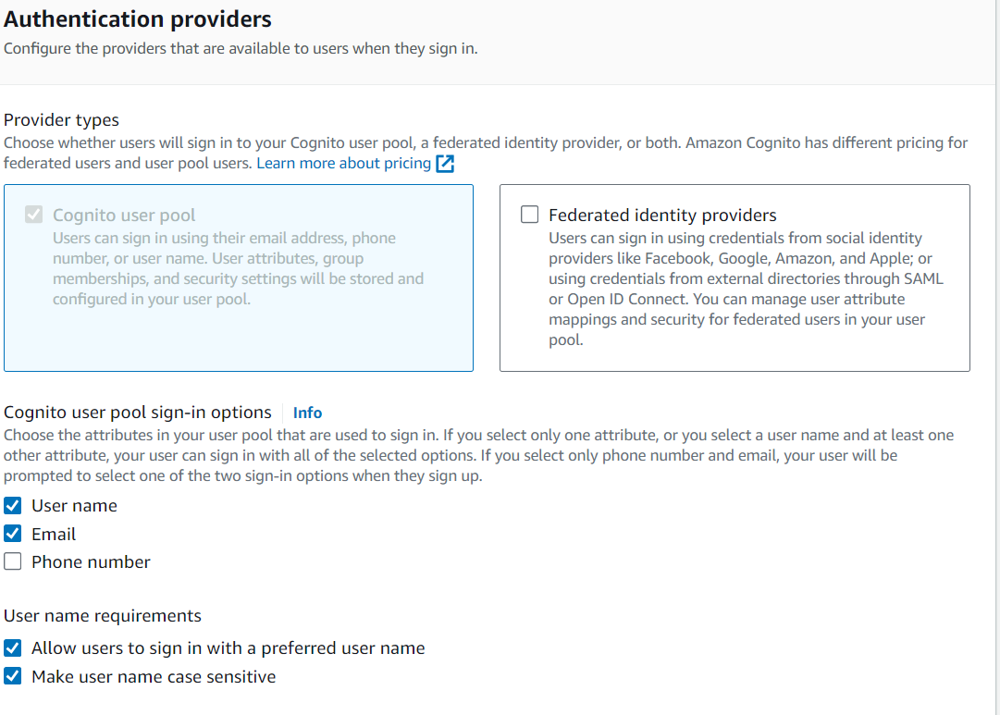 Authentication providers
Configure the providers that are available to users when they sign in.
Provider types
Choose whether users will sign in to your Cognito user pool, a federated identity provider, or both. Amazon Cognito has different pricing for
federated users and user pool users. Learn more about pricing
Cognito user pool
Users can sign in using their email address, phone
number, or user name. User attributes, group
memberships, and security settings will be stored and
configured in your user pool.
Federated identity providers
Users can sign in using credentials from social identity
providers like Facebook, Google, Amazon, and Apple; or
using credentials from external directories through SAML
or Open ID Connect. You can manage user attribute
mappings and security for federated users in your user
pool.
Cognito user pool sign-in options Info
Choose the attributes in your user pool that are used to sign in. If you select only one attribute, or you select a user name and at least one
other attribute, your user can sign in with all of the selected options. If you select only phone number and email, your user will be
prompted to select one of the two sign-in options when they sign up.
User name
Email
Phone number
User name requirements
Allow users to sign in with a preferred user name
Make user name case sensitive